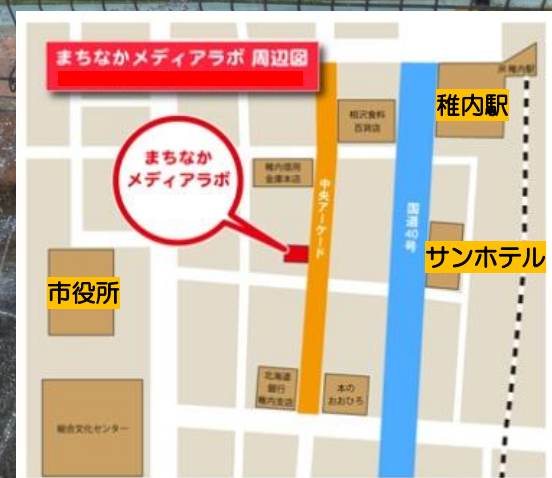 まちなかメディアラボ 周辺図
JR稚内駅
稚内駅
相沢食料
百貨店
まちなか
メディアラボ
稚内信用
金庫本店
中央アーケード
国道40号
サンホテル
市役所
北海道
銀行
稚内支店
本の
おおひろ
総合文化センター